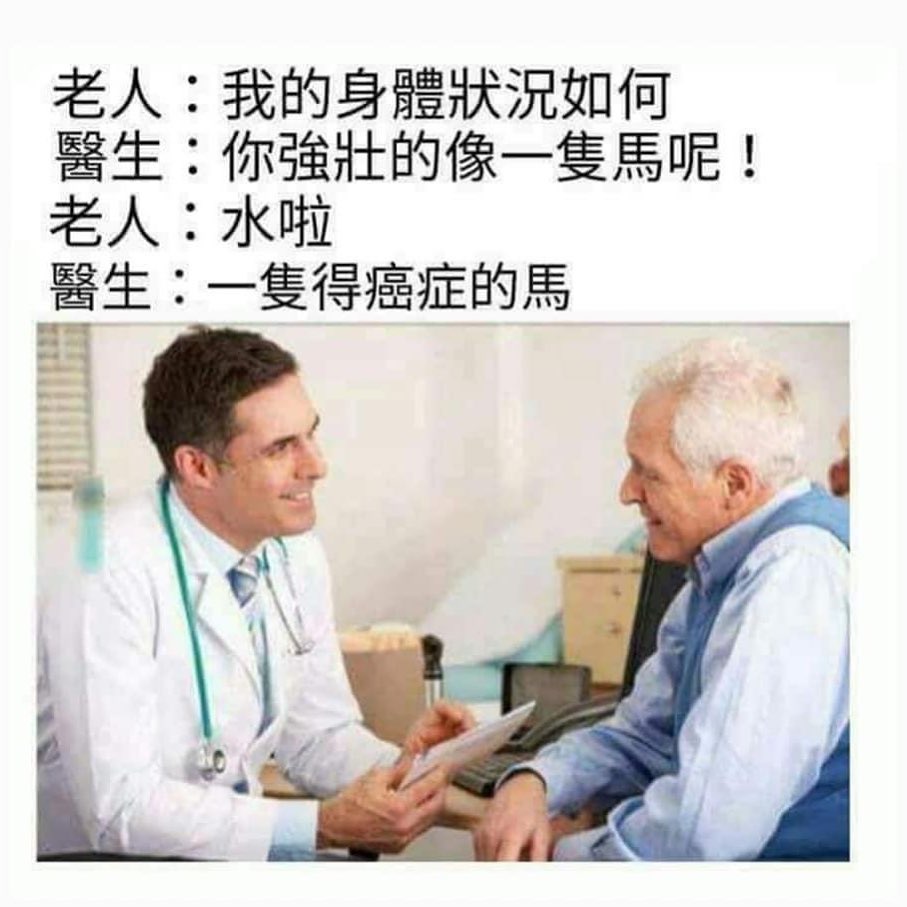 老人：我的身體狀況如何
醫生：你強壯的像一隻馬呢！
老人：水啦
醫生：一隻得癌症的馬